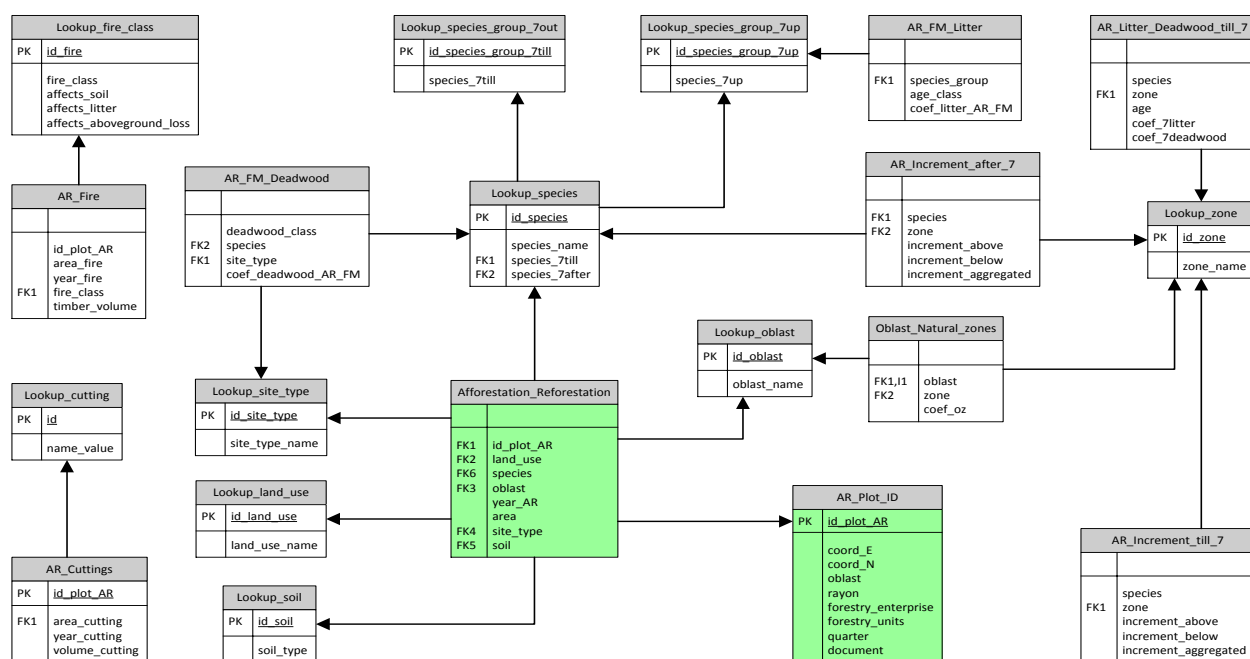 Lookup_fire_class
PK id_fire
fire_class
affects_soil
affects_litter
affects_aboveground_loss
Lookup_species_group_7out
PK id_species_group_7till
species_7till
Lookup_species_group_7up
PK id_species_group_7up
species_7up
AR_FM_Litter
FK1 species_group
age_class
coef_litter_AR_FM
AR_Litter_Deadwood_till_7
species
FK1 zone
age
coef_7litter
coef_7deadwood
AR_Fire
id_plot_AR
area_fire
year_fire
FK1 fire_class
timber_volume
AR_FM_Deadwood
deadwood_class
FK2 species
FK1 site_type
coef_deadwood_AR_FM
Lookup_species
PK id_species
species_name
FK1 species_7till
FK2 species_7after
AR_Increment_after_7
FK1 species
FK2 zone
increment_above
increment_below
increment_aggregated
Lookup_zone
PK id_zone
zone_name
Lookup_oblast
PK id_oblast
oblast_name
Oblast_Natural_zones
FK1,I1 oblast
FK2 zone
coef_oz
Lookup_cutting
PK id
name_value
Lookup_site_type
PK id_site_type
site_type_name
Afforestation_Reforestation
FK1 id_plot_AR
FK2 land_use
FK6 species
FK3 oblast
year_AR
area
FK4 site_type
FK5 soil
Lookup_land_use
PK id_land_use
land_use_name
AR_Plot_ID
PK id_plot_AR
coord_E
coord_N
oblast
rayon
forestry_enterprise
forestry_units
quarter
document
AR_Cuttings
PK id_plot_AR
FK1 area_cutting
year_cutting
volume_cutting
Lookup_soil
PK id_soil
soil_type
AR_Increment_till_7
species
FK1 zone
increment_above
increment_below
increment_aggregated